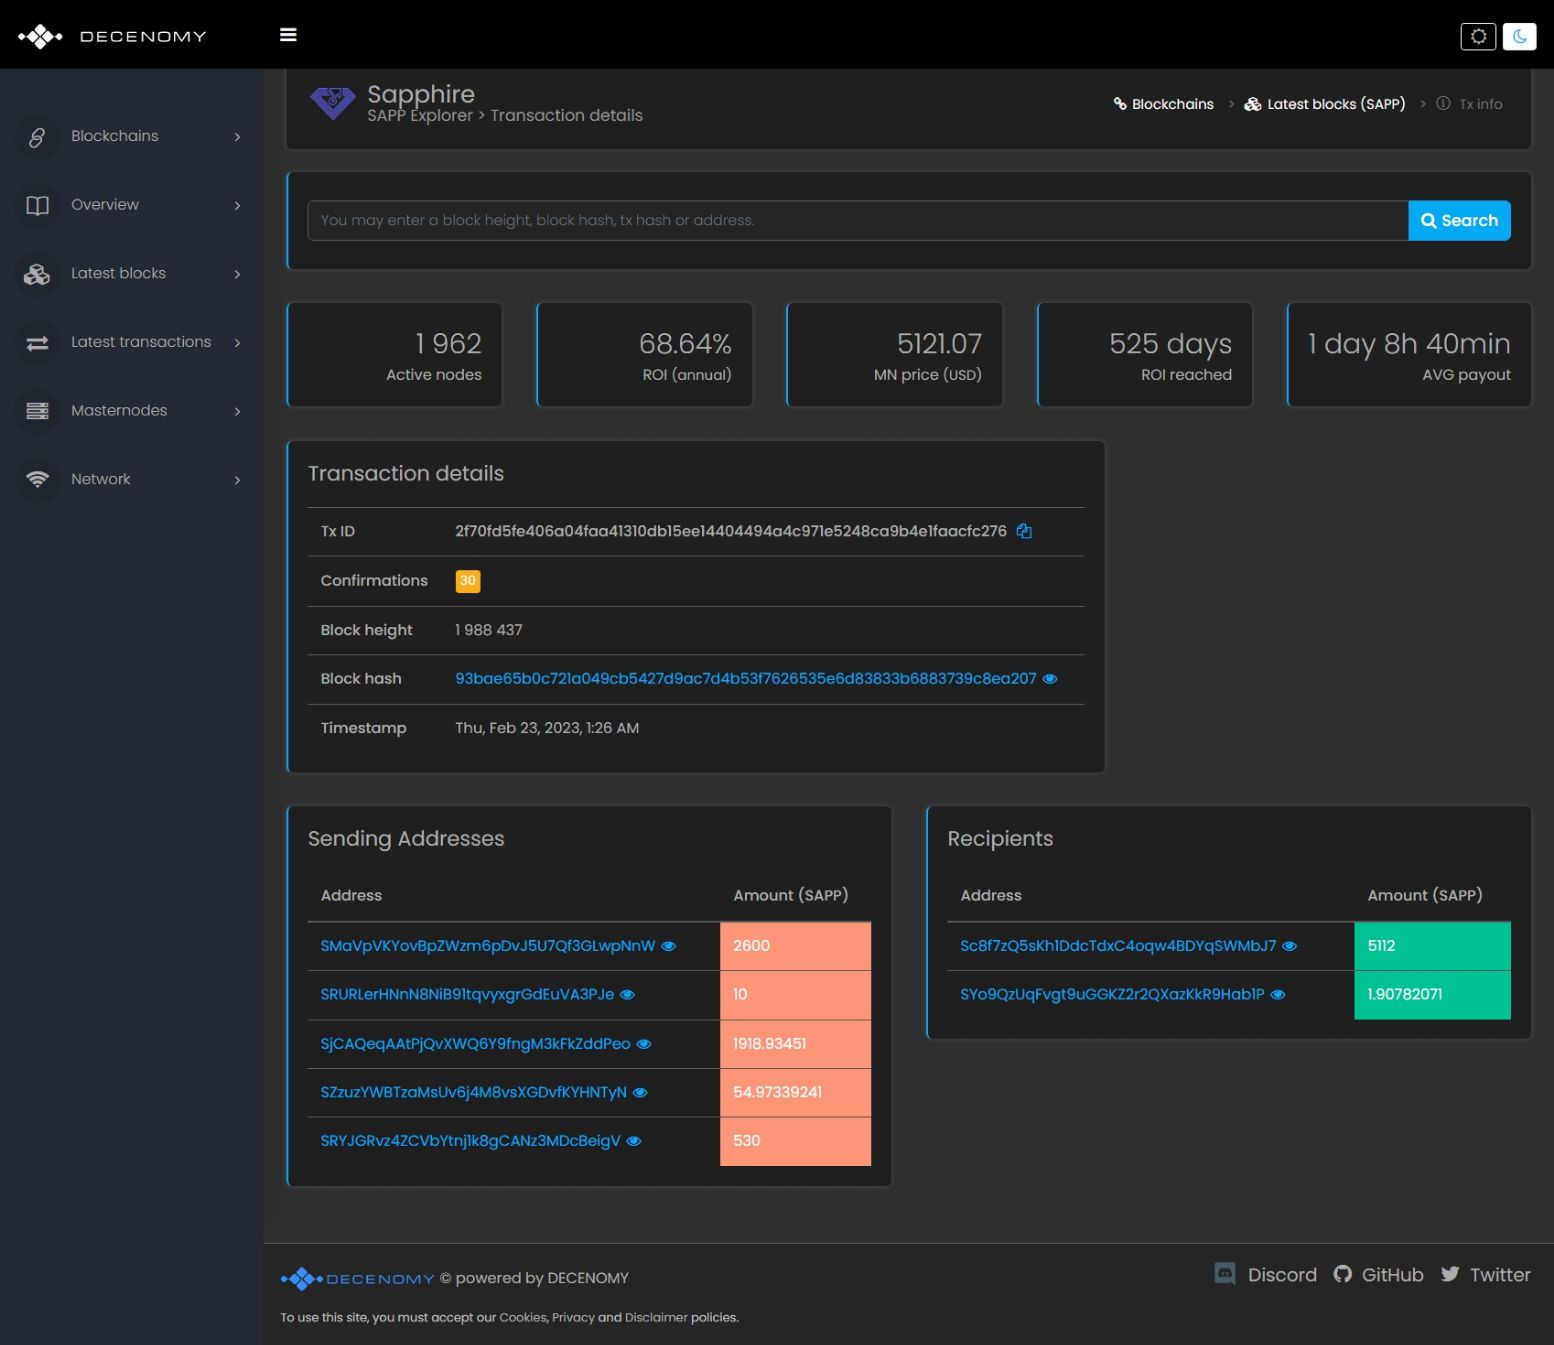 DECENOMY
Blockchains
Overview
Latest blocks
Latest transactions
Masternodes
Network
Sapphire
SAPP Explorer > Transaction details
Blockchains > Latest blocks (SAPP) > Tx info
You may enter a block height, block hash, tx hash or address.
Search
1 962
Active nodes
68.64%
ROI (annual)
5121.07
MN price (USD)
525 days
ROI reached
1 day 8h 40min
AVG payout
Transaction details
Tx ID 2f70fd5fe406a04faa41310db15ee14404494a4c971e5248ca9b4e1faacfc276
Confirmations 30
Block height 1 988 437
Block hash 93bae65b0c721a049cb5427d9ac7d4b53f7626535e6d83833b6883739c8ea207
Timestamp Thu, Feb 23, 2023, 1:26 AM
Sending Addresses
Address Amount (SAPP)
SMaVpVKYovBpZWzm6pDvJ5U7Qf3GLwpNnW 2600
SRURLerHNnN8NiB91tqvyxgrGdEuVA3PJe 10
SjCAQeqAAtPjQvXWQ6Y9fngM3kFkZddPeo 1918.93451
SZzuzYWBTzaMsUv6j4M8vsXGDvfKYHNTyN 54.97339241
SRYJGRvz4ZCVbYtnj1k8gCANz3MDcBeigV 530
Recipients
Address Amount (SAPP)
Sc8f7zQ5sKh1DdcTdxC4oqw4BDYqSWMbJ7 5112
SYo9QzUqFvgt9uGGKZ2r2QXazKkR9Hab1P 1.90782071
DECENOMY © powered by DECENOMY
Discord GitHub Twitter
To use this site, you must accept our Cookies, Privacy and Disclaimer policies.